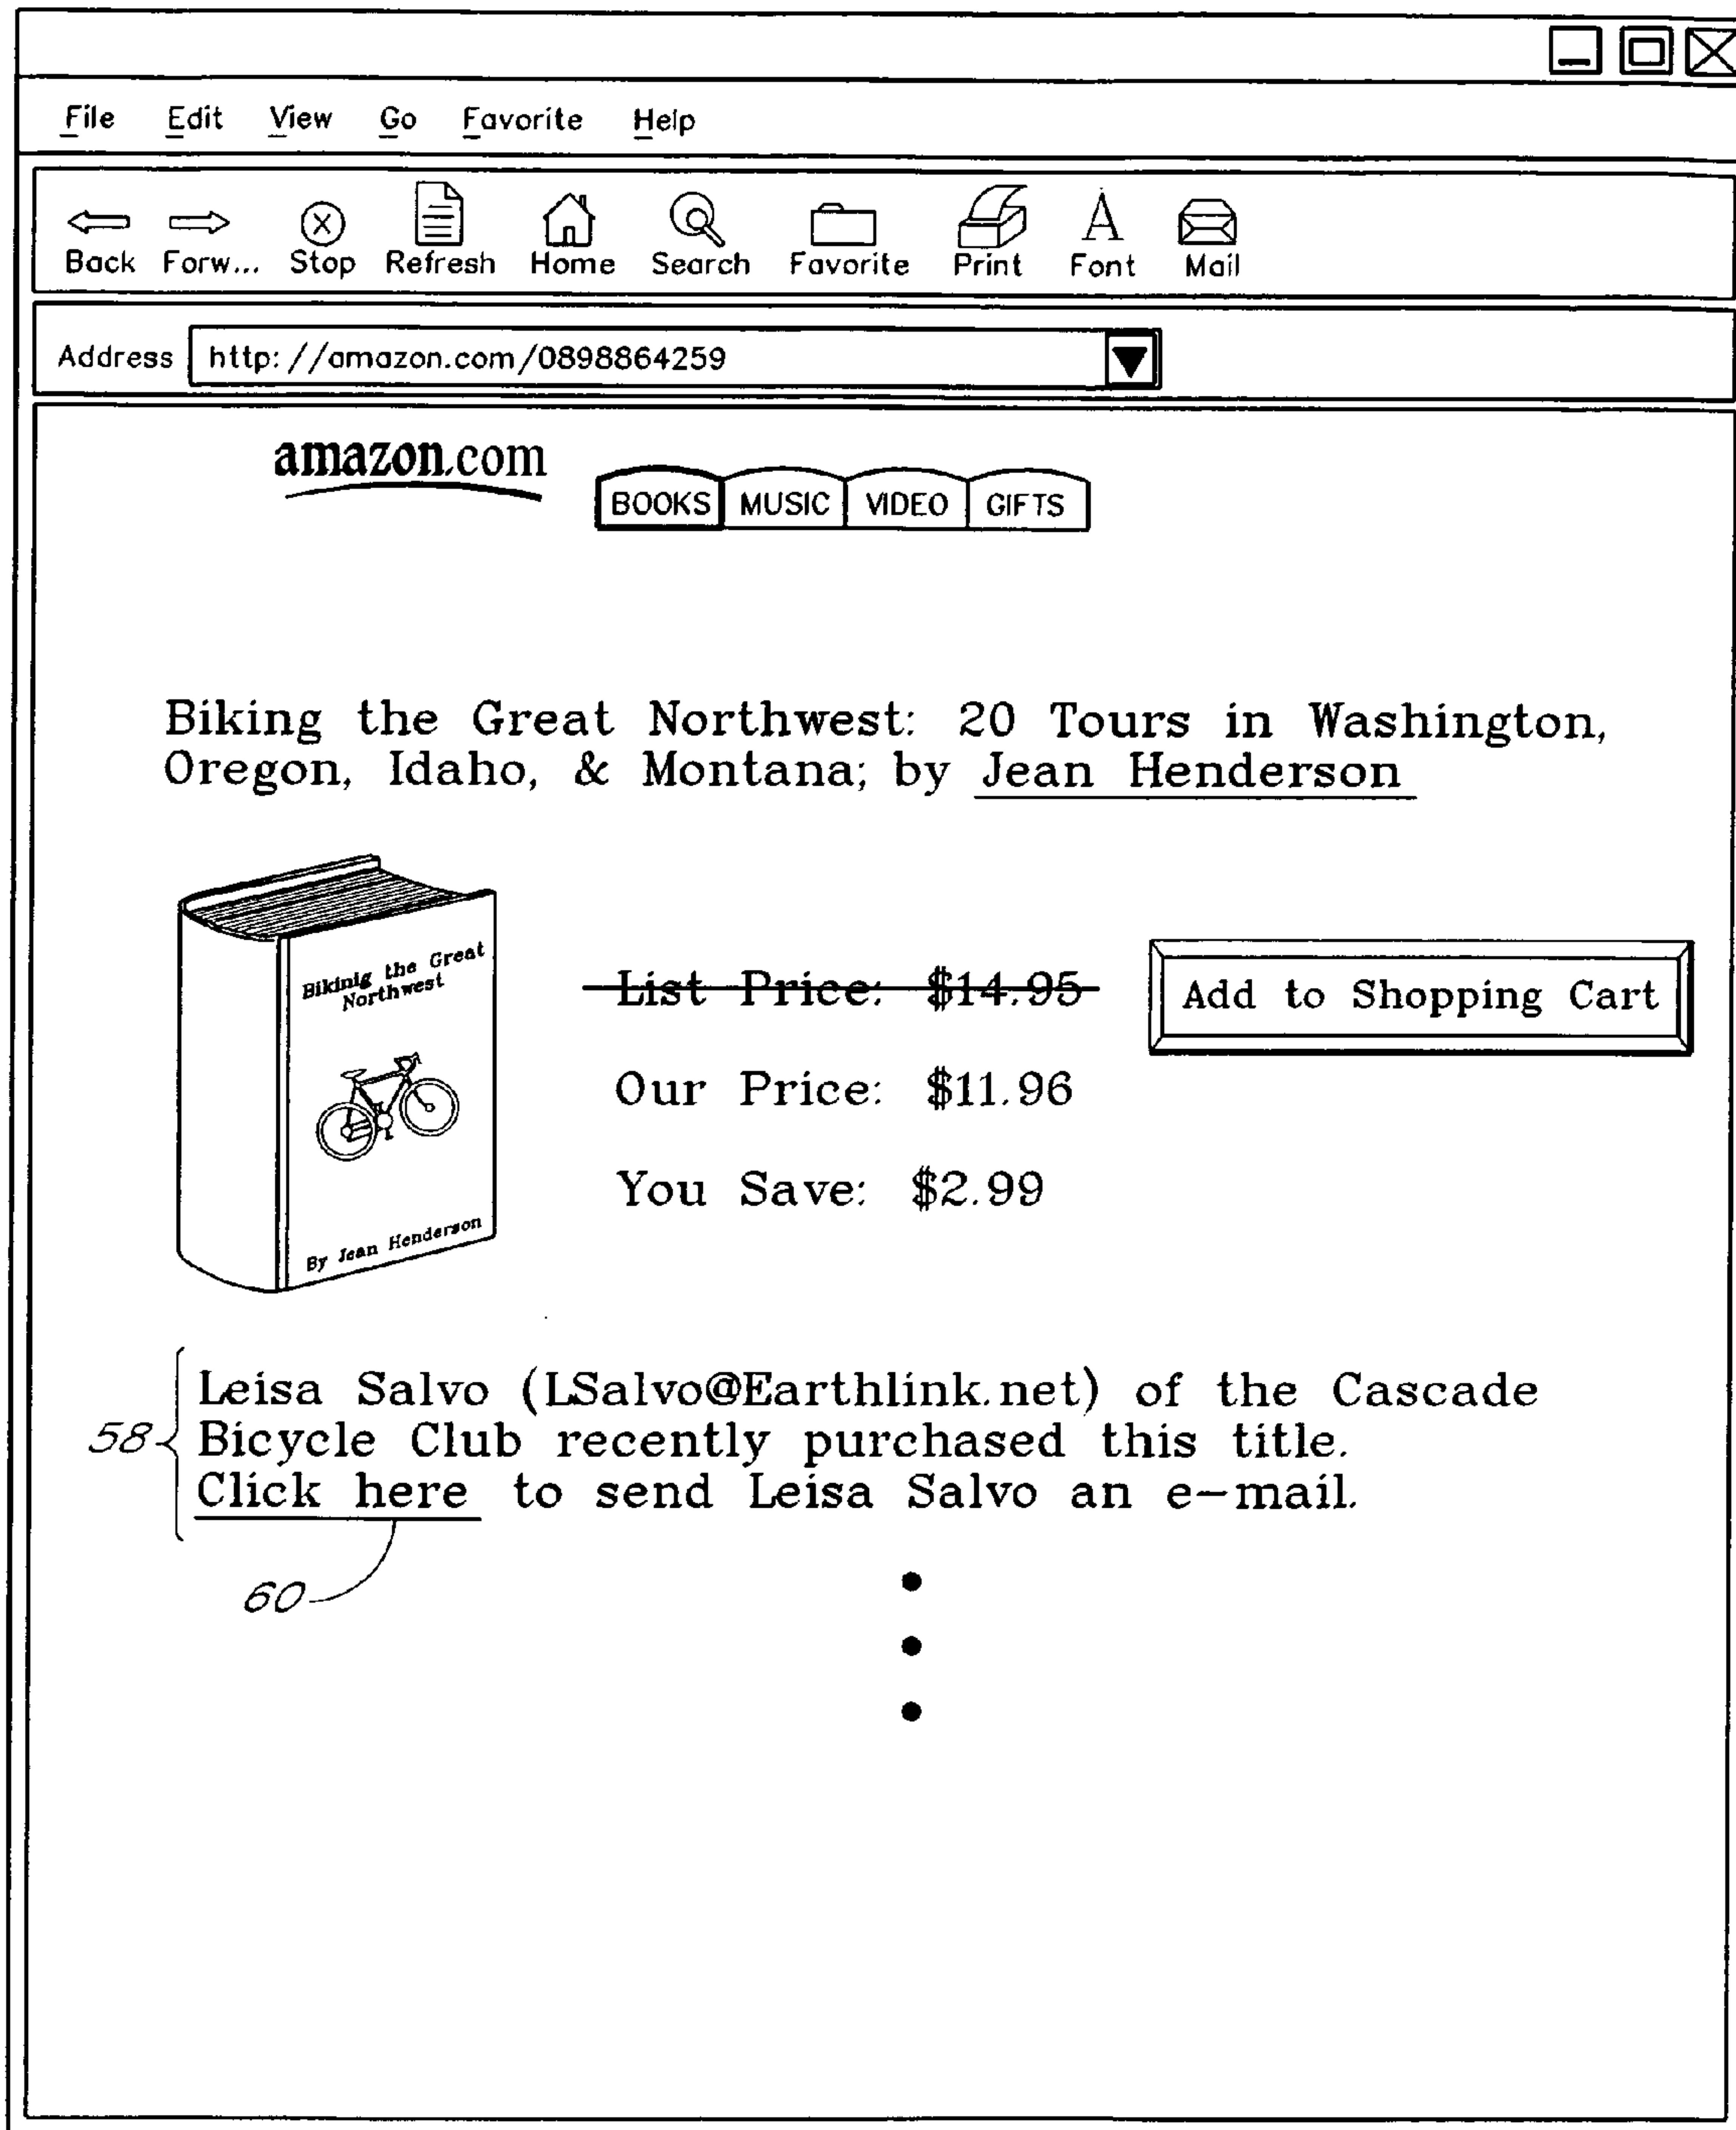 File Edit View Go Favorite Help
Back Forw... Stop Refresh Home Search Favorite Print Font Mail
Address http://amazon.com/0898864259
amazon.com
BOOKS MUSIC VIDEO GIFTS
Biking the Great Northwest: 20 Tours in Washington,
Oregon, Idaho, & Montana; by Jean Henderson
Bikinig the Great
Northwest
By Jean Henderson
List Price: $14.95
Add to Shopping Cart
Our Price: $11.96
You Save: $2.99
58
Leisa Salvo (LSalvo@Earthlink.net) of the Cascade
Bicycle Club recently purchased this title.
Click here to send Leisa Salvo an e-mail.
60